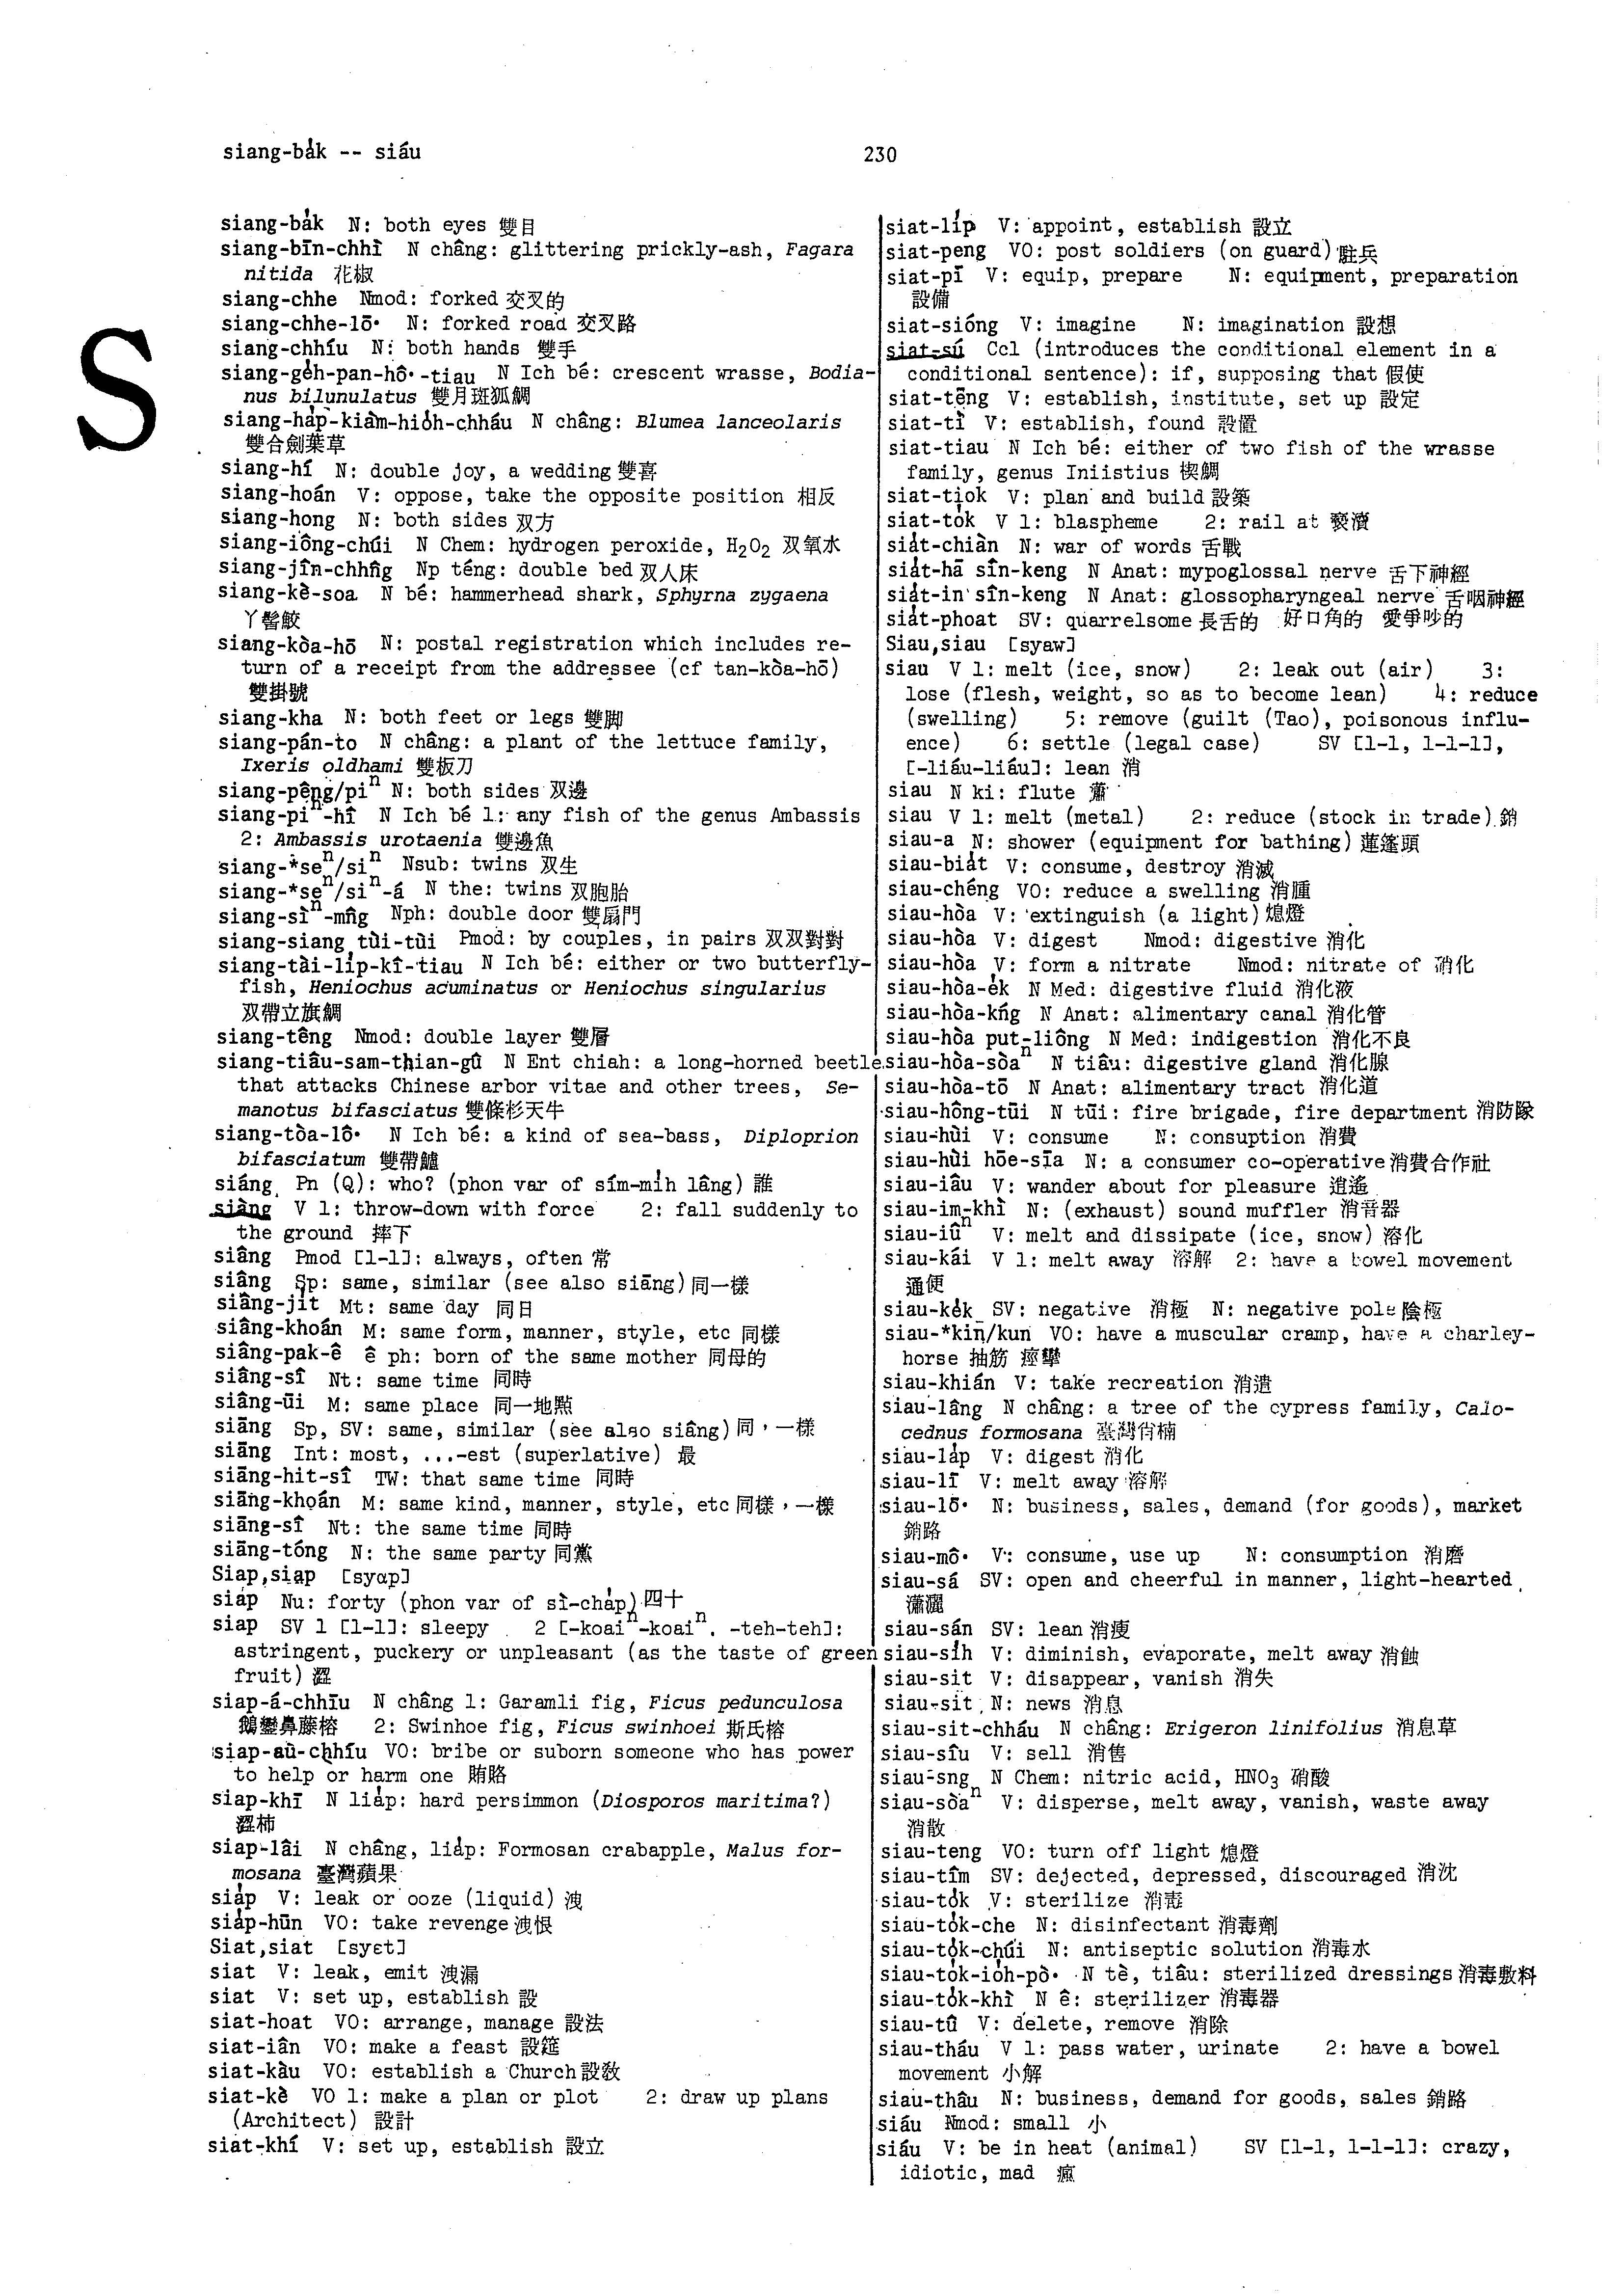 siang-ba̍k -- siáu
230
S
siang-ba̍k N: both eyes 雙目
siang-bīn-chhì N châng: glittering prickly-ash, Fagara
nitida 花椒
siang-chhe Nmod: forked 交叉的
siang-chhe-lō· N: forked road 交叉路
siang-chhíu N: both hands 雙手
siang-ge̍h-pan-hô·-tiau N Ich bé: crescent wrasse, Bodia-
nus bilunulatus 雙月斑狐鯛
siang-ha̍p-kiàm-hio̍h-chháu N châng: Blumea lanceolaris
雙合劍葉草
siang-hí N: double joy, a wedding 雙喜
siang-hoán V: oppose, take the opposite position 相反
siang-hong N: both sides 双方
siang-iông-chúi N Chem: hydrogen peroxide, H₂O₂ 双氧水
siang-jîn-chhn̂g Np téng: double bed 双人床
siang-kè-soa N bé: hammerhead shark, Sphyrna zygaena
丫髻鮫
siang-kòa-hō N: postal registration which includes re-
turn of a receipt from the addressee (cf tan-kòa-hō)
雙掛號
siang-kha N: both feet or legs 雙脚
siang-pán-to N châng: a plant of the lettuce family,
Ixeris oldhami 雙板刀
siang-pêng/piⁿ N: both sides 双邊
siang-piⁿ-hî N Ich bé 1: any fish of the genus Ambassis
2: Ambassis urotaenia 雙邊魚
siang-*seⁿ/siⁿ Nsub: twins 双生
siang-*seⁿ/siⁿ-á N the: twins 双胞胎
siang-sìⁿ-mn̂g Nph: double door 雙扇門
siang-siang tùi-tùi Pmod: by couples, in pairs 双双對對
siang-tài-li̍p-kî-tiau N Ich bé: either or two butterfly-
fish, Heniochus acuminatus or Heniochus singularius
双帶立旗鯛
siang-têng Nmod: double layer 雙層
siang-tiâu-sam-thian-gû N Ent chiah: a long-horned beetle
that attacks Chinese arbor vitae and other trees, Se-
manotus bifasciatus 雙條杉天牛
siang-tòa-lô· N Ich bé: a kind of sea-bass, Diploprion
bifasciatum 雙帶鱸
siáng Pn (Q): who? (phon var of sím-mi̍h lâng) 誰
siàng V 1: throw-down with force 2: fall suddenly to
the ground 摔下
siâng Pmod [1-1]: always, often 常
siâng Sp: same, similar (see also siāng) 同一樣
siâng-ji̍t Mt: same day 同日
siâng-khoán M: same form, manner, style, etc 同樣
siâng-pak-ê ê ph: born of the same mother 同母的
siâng-sî Nt: same time 同時
siâng-ūi M: same place 同一地點
siāng Sp, SV: same, similar (see also siâng) 同，一樣
siāng Int: most, ...-est (superlative) 最
siāng-hit-sî TW: that same time 同時
siāng-khoán M: same kind, manner, style, etc 同樣，一樣
siāng-sî Nt: the same time 同時
siāng-tóng N: the same party 同黨
Siap,siap [syɑp]
siap Nu: forty (phon var of sì-cha̍p) 四十
siap SV 1 [1-1]: sleepy 2 [-koaiⁿ-koaiⁿ. -teh-teh]:
astringent, puckery or unpleasant (as the taste of green
fruit) 澀
siap-á-chhīu N châng 1: Garamli fig, Ficus pedunculosa
鵝鑾鼻藤榕 2: Swinhoe fig, Ficus swinhoei 斯氏榕
siap-aù-chhíu VO: bribe or suborn someone who has power
to help or harm one 賄賂
siap-khī N lia̍p: hard persimmon (Diosporos maritima?)
澀柿
siap-lâi N châng, lia̍p: Formosan crabapple, Malus for-
mosana 臺灣蘋果
sia̍p V: leak or ooze (liquid) 洩
sia̍p-hūn VO: take revenge 洩恨
Siat,siat [syɛt]
siat V: leak, emit 洩漏
siat V: set up, establish 設
siat-hoat VO: arrange, manage 設法
siat-iân VO: make a feast 設筵
siat-kàu VO: establish a Church 設教
siat-kè VO 1: make a plan or plot 2: draw up plans
(Architect) 設計
siat-khí V: set up, establish 設立
siat-li̍p V: appoint, establish 設立
siat-peng VO: post soldiers (on guard) 駐兵
siat-pī V: equip, prepare N: equipment, preparation
設備
siat-sióng V: imagine N: imagination 設想
siat-sú Ccl (introduces the conditional element in a
conditional sentence): if, supposing that 假使
siat-tēng V: establish, institute, set up 設定
siat-tì V: establish, found 設置
siat-tiau N Ich bé: either of two fish of the wrasse
family, genus Iniistius 楔鯛
siat-tiok V: plan and build 設築
siat-to̍k V 1: blaspheme 2: rail at 褻瀆
sia̍t-chiàn N: war of words 舌戰
sia̍t-hā sîn-keng N Anat: mypoglossal nerve 舌下神經
sia̍t-in sîn-keng N Anat: glossopharyngeal nerve 舌咽神經
sia̍t-phoat SV: quarrelsome 長舌的 好口角的 愛爭吵的
Siau,siau [syaw]
siau V 1: melt (ice, snow) 2: leak out (air) 3:
lose (flesh, weight, so as to become lean) 4: reduce
(swelling) 5: remove (guilt (Tao), poisonous influ-
ence) 6: settle (legal case) SV [1-1, 1-1-1],
[-liáu-liáu]: lean 消
siau N ki: flute 簫
siau V 1: melt (metal) 2: reduce (stock in trade) 銷
siau-a N: shower (equipment for bathing) 蓮篷頭
siau-bia̍t V: consume, destroy 消滅
siau-chéng VO: reduce a swelling 消腫
siau-hòa V: extinguish (a light) 熄燈
siau-hòa V: digest Nmod: digestive 消化
siau-hòa V: form a nitrate Nmod: nitrate of 硝化
siau-hòa-e̍k N Med: digestive fluid 消化液
siau-hòa-kńg N Anat: alimentary canal 消化管
siau-hòa put-liông N Med: indigestion 消化不良
siau-hòa-sòaⁿ N tiâu: digestive gland 消化腺
siau-hòa-tō N Anat: alimentary tract 消化道
siau-hông-tūi N tūi: fire brigade, fire department 消防隊
siau-hùi V: consume N: consuption 消費
siau-hùi hōe-sīa N: a consumer co-operative 消費合作社
siau-iâu V: wander about for pleasure 逍遙
siau-im-khì N: (exhaust) sound muffler 消音器
siau-iûⁿ V: melt and dissipate (ice, snow) 溶化
siau-kái V 1: melt away 溶解 2: have a bowel movement
通便
siau-ke̍k SV: negative 消極 N: negative pole 陰極
siau-*kin/kun VO: have a muscular cramp, have a charley-
horse 抽筋 痙攣
siau-khián V: take recreation 消遣
siau-lâng N châng: a tree of the cypress family, Calo-
cednus formosana 臺灣肖楠
siau-la̍p V: digest 消化
siau-lī V: melt away 溶解
siau-lō· N: business, sales, demand (for goods), market
銷路
siau-mô· V: consume, use up N: consumption 消磨
siau-sá SV: open and cheerful in manner, light-hearted
瀟灑
siau-sán SV: lean 消瘦
siau-si̍h V: diminish, evaporate, melt away 消蝕
siau-sit V: disappear, vanish 消失
siau-sit N: news 消息
siau-sit-chháu N châng: Erigeron linifolius 消息草
siau-sîu V: sell 消售
siau-sng N Chem: nitric acid, HNO₃ 硝酸
siau-sòaⁿ V: disperse, melt away, vanish, waste away
消散
siau-teng VO: turn off light 熄燈
siau-tîm SV: dejected, depressed, discouraged 消沈
siau-to̍k V: sterilize 消毒
siau-to̍k-che N: disinfectant 消毒劑
siau-to̍k-chúi N: antiseptic solution 消毒水
siau-to̍k-io̍h-pò· N tè, tiâu: sterilized dressings 消毒敷料
siau-to̍k-khì N ê: sterilizer 消毒器
siau-tû V: delete, remove 消除
siau-tháu V 1: pass water, urinate 2: have a bowel
movement 小解
siau-thâu N: business, demand for goods, sales 銷路
siáu Nmod: small 小
siáu V: be in heat (animal) SV [1-1, 1-1-1]: crazy,
idiotic, mad 瘋